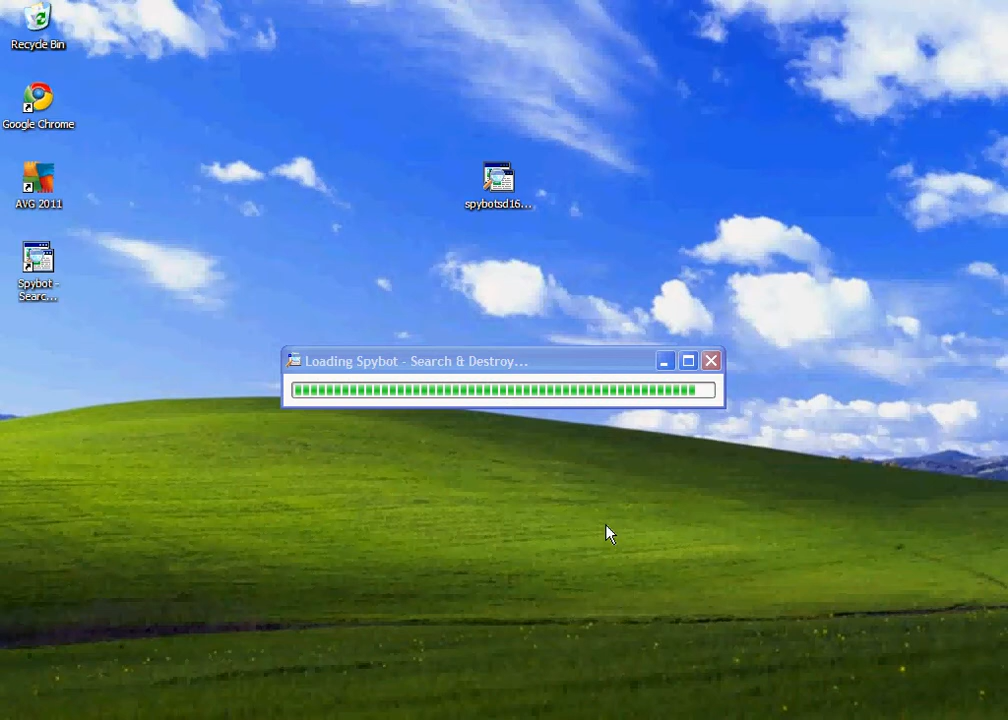 Recycle Bin
Google Chrome
AVG 2011
Spybot -
Searc...
spybotsd16...
Loading Spybot - Search & Destroy...